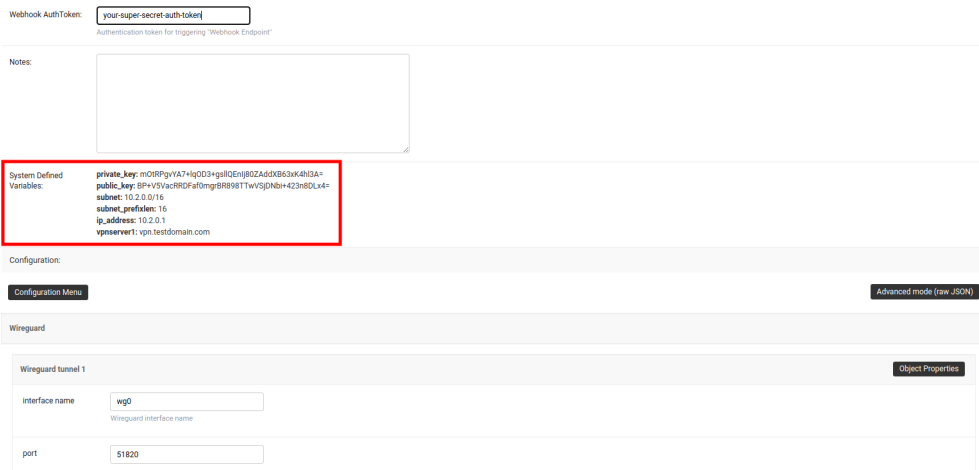 Webhook AuthToken: your-super-secret-auth-token
Authentication token for triggering "Webhook Endpoint"
Notes:
System Defined Variables:
private_key: mOtRPgvYA7+lqOD3+gsllQEnIj80ZAddXB63xK4hl3A=
public_key: BP+V5VacRRDFaf0mgrBR898TTwVSjDNbi+423n8DLx4=
subnet: 10.2.0.0/16
subnet_prefixlen: 16
ip_address: 10.2.0.1
vpnserver1: vpn.testdomain.com
Configuration:
Configuration Menu
Advanced mode (raw JSON)
Wireguard
Wireguard tunnel 1
Object Properties
interface name wg0
Wireguard interface name
port 51820